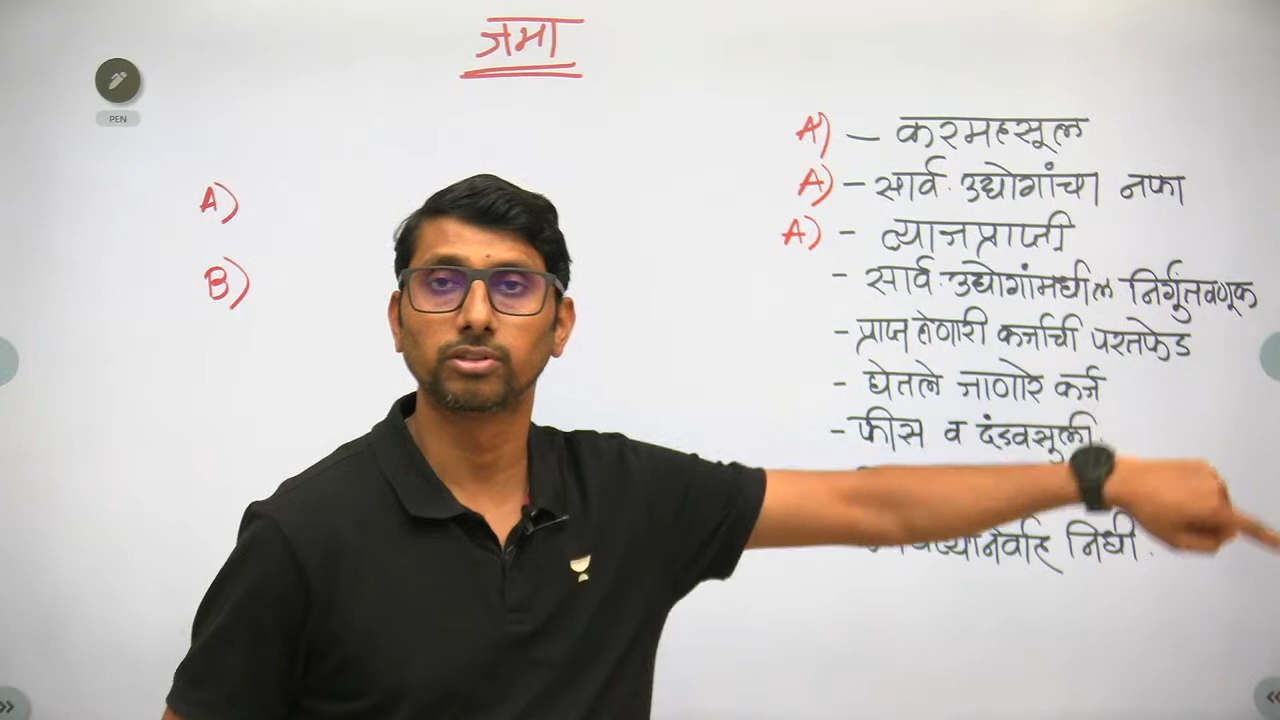 जमा
PEN
A)
B)
A) - करमहसूल
A) - सार्व. उद्योगांचा नफा
A) - व्याजप्राप्ती
- सार्व. उद्योगांमधील निर्गुंतवणूक
- प्राप्त होणारी कर्जाची परतफेड
- घेतले जाणारे कर्ज
- फीस व दंडवसुली.
निधी.